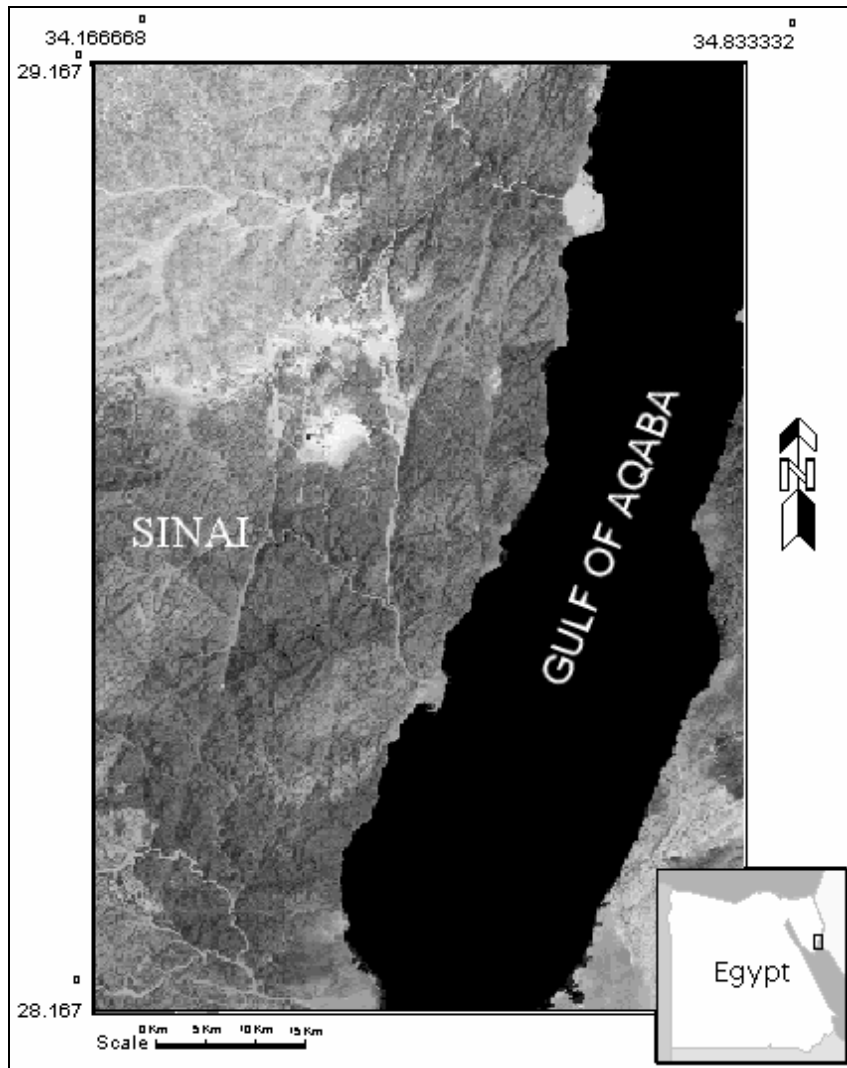 34.166668
34.833332
29.167
GULF OF AQABA
N
SINAI
Egypt
28.167
0 Km 5 Km 10 Km 15 Km
Scale